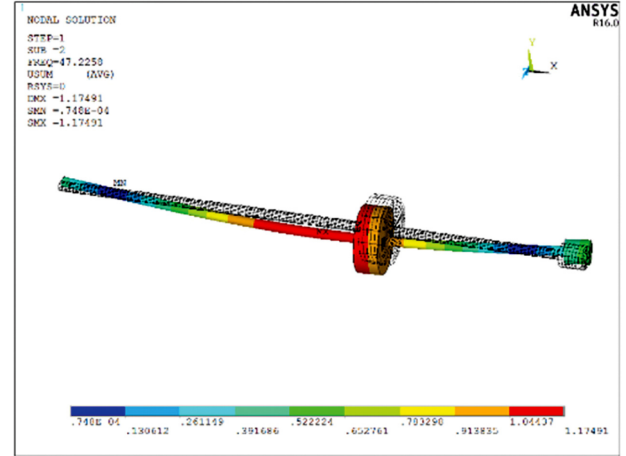 1
NODAL SOLUTION
STEP=1
SUB =2
FREQ=47.2258
USUM (AVG)
RSYS=0
DMX =1.17491
SMN =.748E-04
SMX =1.17491
ANSYS
R16.0
Y
X
MN
.748E-04 .261149 .522224 .783298 1.04437
.130612 .391686 .652761 .913835 1.17491